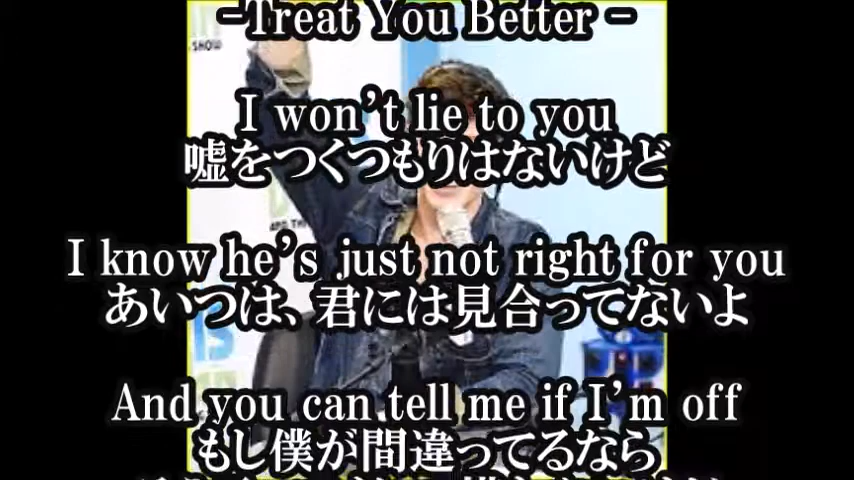 -Treat You Better -
SHOW
I won't lie to you
嘘をつくつもりはないけど
AND THE
I know he's just not right for you
あいつは、君には見合ってないよ
And you can tell me if I'm off
もし僕が間違ってるなら